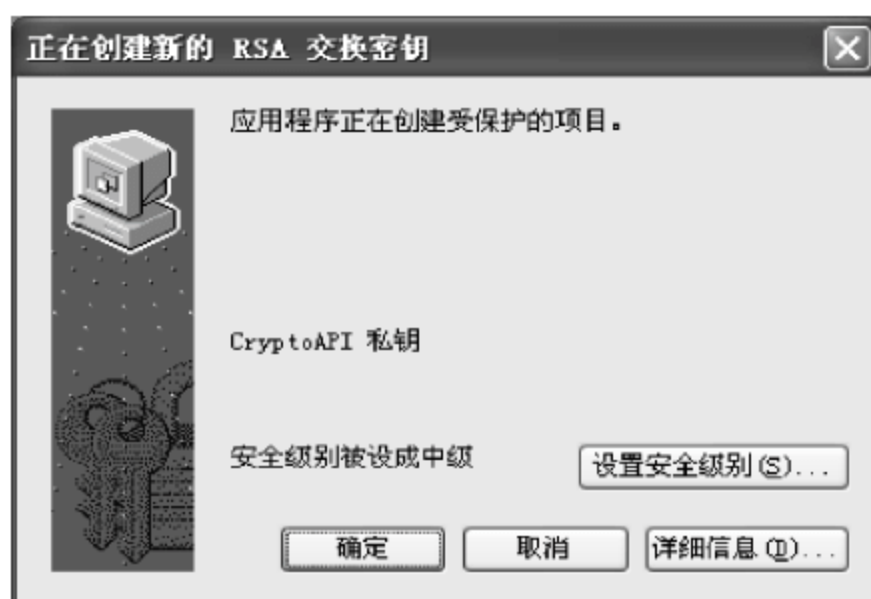 正在创建新的 RSA 交换密钥
应用程序正在创建受保护的项目。
CryptoAPI 私钥
安全级别被设成中级
设置安全级别(S)...
确定
取消
详细信息(D)...